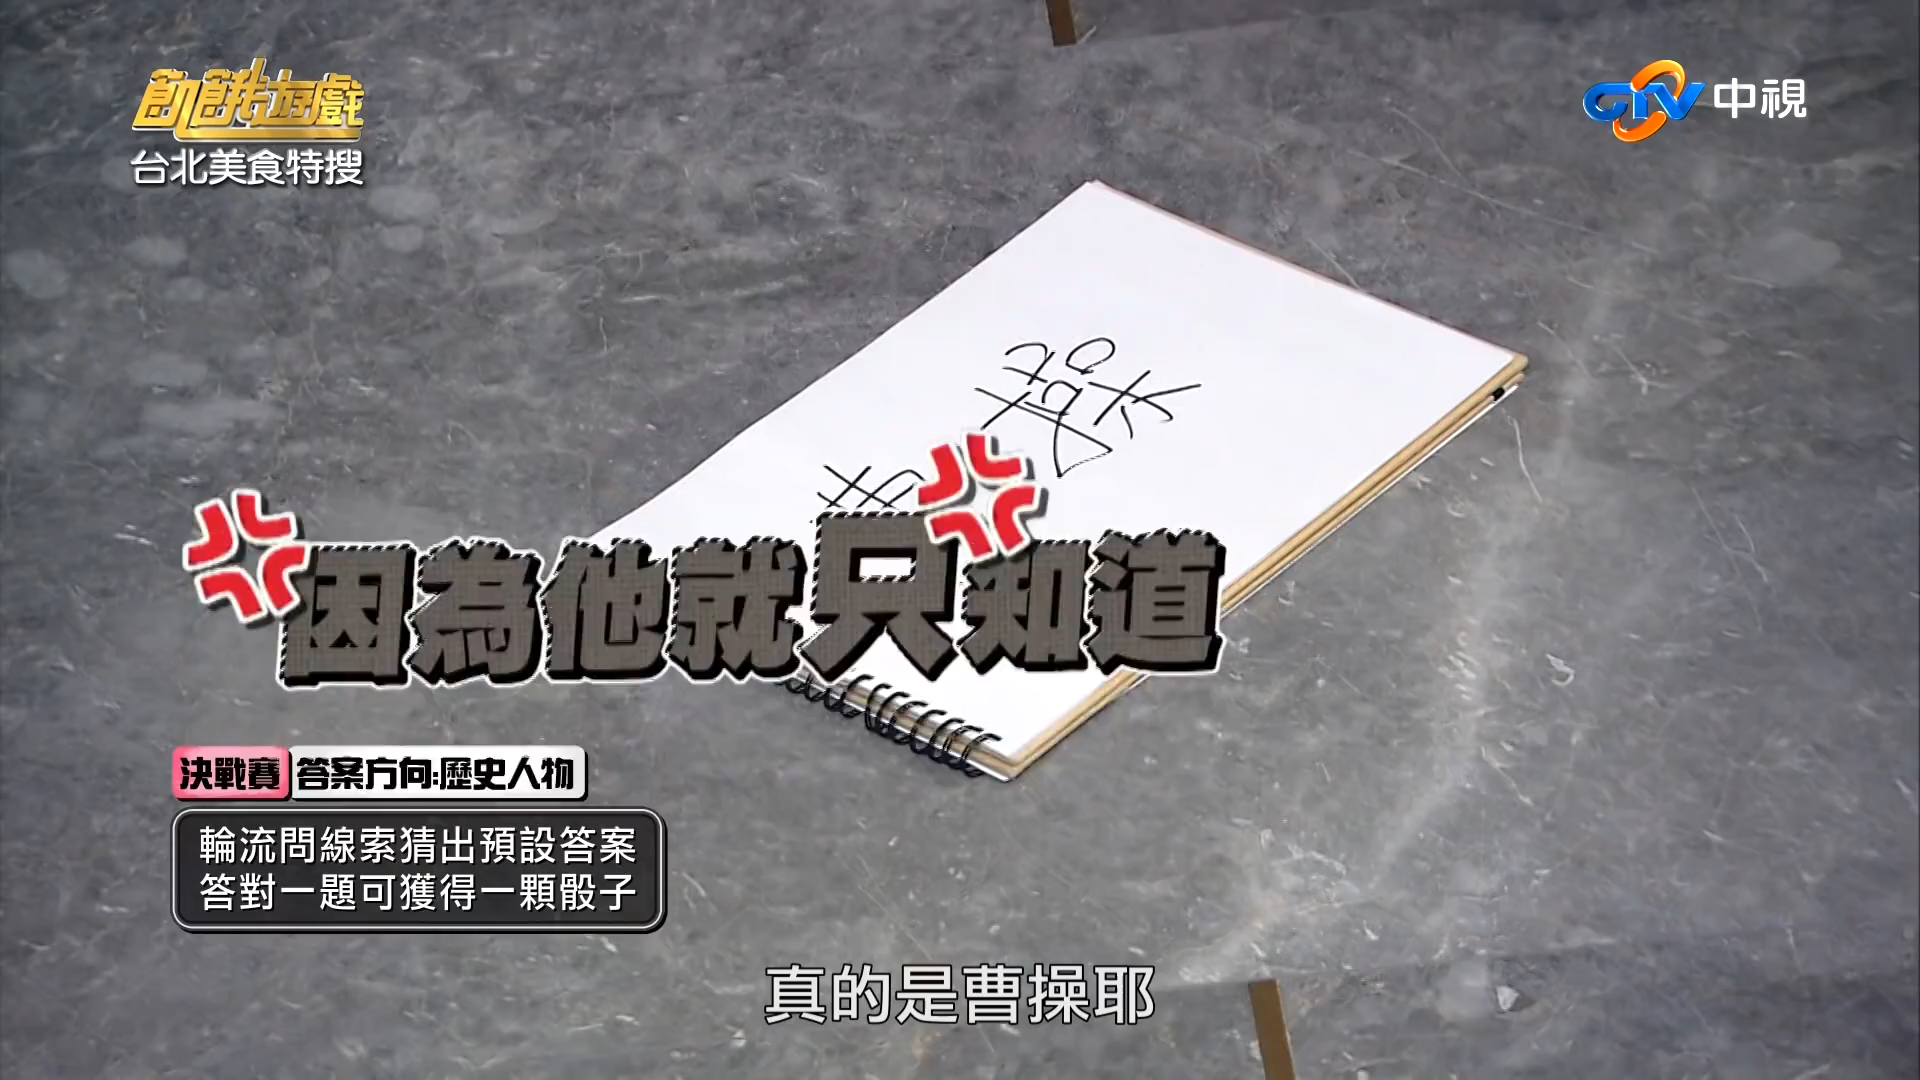 飢餓遊戲
台北美食特搜
CTV中視
操
因為他就只知道
決戰賽 答案方向:歷史人物
輪流問線索猜出預設答案
答對一題可獲得一顆骰子
真的是曹操耶